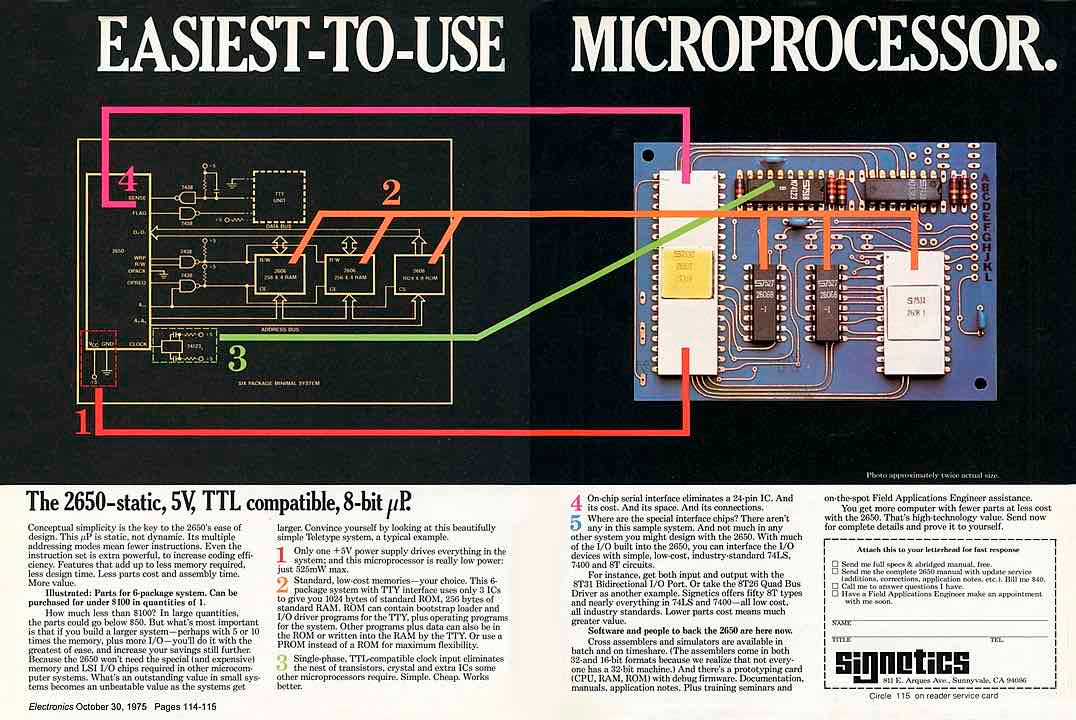 EASIEST-TO-USE MICROPROCESSOR.
4
SENSE
FLAG
7438
7438
+5
+5
TTY
UNIT
2
DATA BUS
2650
WRP
R/W
OPACK
OPREQ
7438
7438
+5
+5
R/W
2606
256 X 4 RAM
CE
R/W
2606
256 X 4 RAM
CE
2608
1024 X 8 ROM
CS
ADDRESS BUS
VCC GND
CLOCK
74123
+5
+5
+5
3
SIX PACKAGE MINIMAL SYSTEM
1
A B C D E F G H J K L
S7527
2606B
-1
S7527
2606B
-1
Photo approximately twice actual size.
The 2650-static, 5V, TTL compatible, 8-bit μP.
Conceptual simplicity is the key to the 2650's ease of
design. This μP is static, not dynamic. Its multiple
addressing modes mean fewer instructions. Even the
instruction set is extra powerful, to increase coding effi-
ciency. Features that add up to less memory required,
less design time. Less parts cost and assembly time.
More value.
Illustrated: Parts for 6-package system. Can be
purchased for under $100 in quantities of 1.
How much less than $100? In large quantities,
the parts could go below $50. But what's most important
is that if you build a larger system—perhaps with 5 or 10
times the memory, plus more I/O—you'll do it with the
greatest of ease, and increase your savings still further.
Because the 2650 won't need the special (and expensive)
memory and LSI I/O chips required in other microcom-
puter systems. What's an outstanding value in small sys-
tems becomes an unbeatable value as the systems get
larger. Convince yourself by looking at this beautifully
simple Teletype system, a typical example.
1 Only one +5V power supply drives everything in the
system; and this microprocessor is really low power:
just 525mW max.
2 Standard, low-cost memories—your choice. This 6-
package system with TTY interface uses only 3 ICs
to give you 1024 bytes of standard ROM, 256 bytes of
standard RAM. ROM can contain bootstrap loader and
I/O driver programs for the TTY, plus operating programs
for the system. Other programs plus data can also be in
the ROM or written into the RAM by the TTY. Or use a
PROM instead of a ROM for maximum flexibility.
3 Single-phase, TTL-compatible clock input eliminates
the nest of transistors, crystal and extra ICs some
other microprocessors require. Simple. Cheap. Works
better.
4 On-chip serial interface eliminates a 24-pin IC. And
its cost. And its space. And its connections.
5 Where are the special interface chips? There aren't
any in this sample system. And not much in any
other system you might design with the 2650. With much
of the I/O built into the 2650, you can interface the I/O
devices with simple, low-cost, industry-standard 74LS,
7400 and 8T circuits.
For instance, get both input and output with the
8T31 Bidirectional I/O Port. Or take the 8T26 Quad Bus
Driver as another example. Signetics offers fifty 8T types
and nearly everything in 74LS and 7400—all low cost,
all industry standards. Lower parts cost means much
greater value.
Software and people to back the 2650 are here now.
Cross assemblers and simulators are available in
batch and on timeshare. (The assemblers come in both
32-and 16-bit formats because we realize that not every-
one has a 32-bit machine.) And there's a prototyping card
(CPU, RAM, ROM) with debug firmware. Documentation,
manuals, application notes. Plus training seminars and
on-the-spot Field Applications Engineer assistance.
You get more computer with fewer parts at less cost
with the 2650. That's high-technology value. Send now
for complete details and prove it to yourself.
Attach this to your letterhead for fast response
☐ Send me full specs & abridged manual, free.
☐ Send me the complete 2650 manual with update service
(additions, corrections, application notes, etc.). Bill me $40.
☐ Call me to answer questions I have.
☐ Have a Field Applications Engineer make an appointment
with me soon.
NAME
TITLE TEL.
signetics
811 E. Arques Ave., Sunnyvale, CA 94086
Circle 115 on reader service card
Electronics October 30, 1975 Pages 114-115